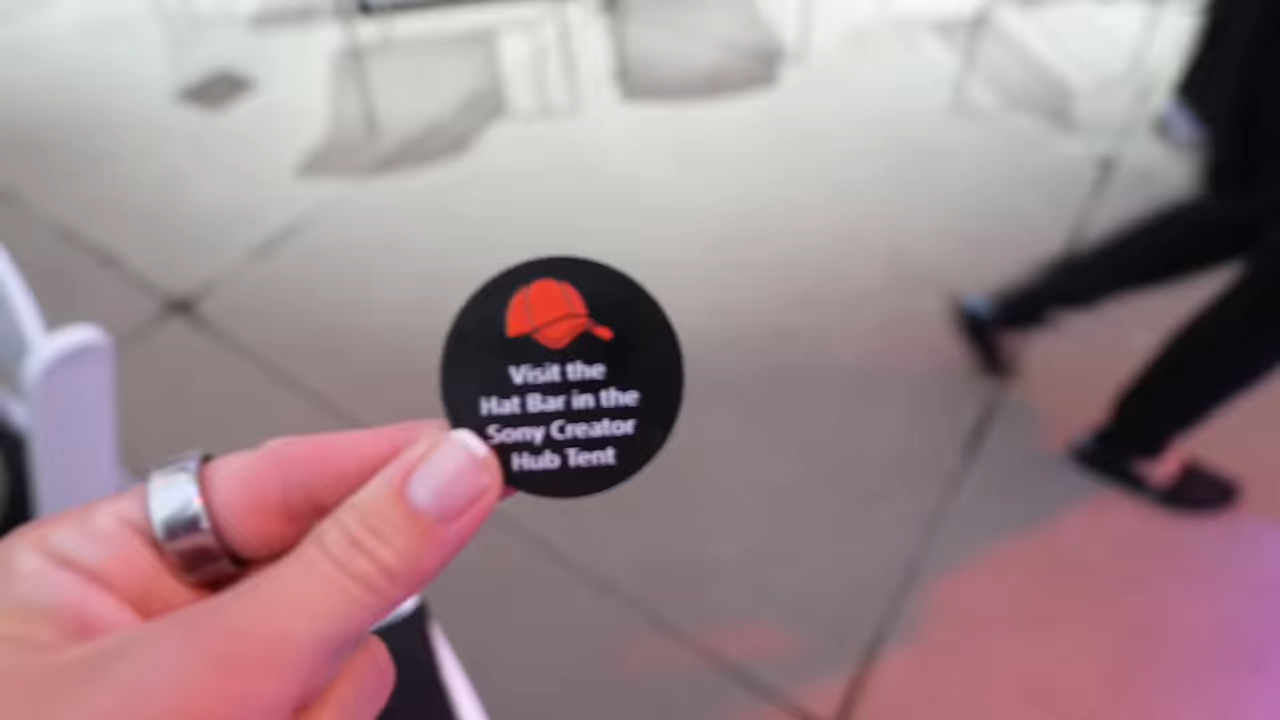 Visit the
Hat Bar in the
Sony Creator
Hub Tent